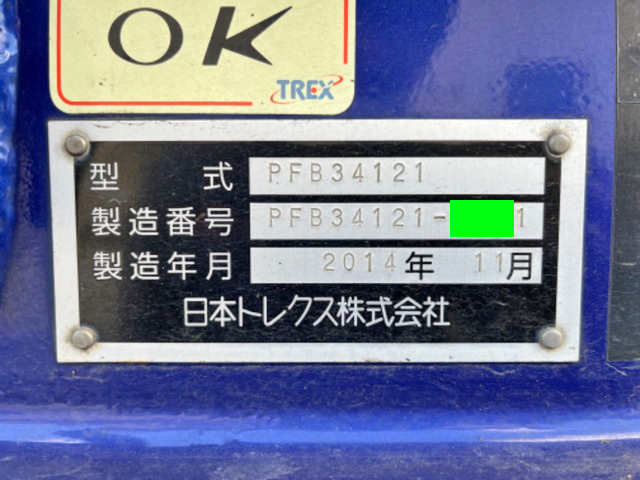 OK
TREX
型式 PFB34121
製造番号 PFB34121- 1
製造年月 2014年 11月
日本トレクス株式会社